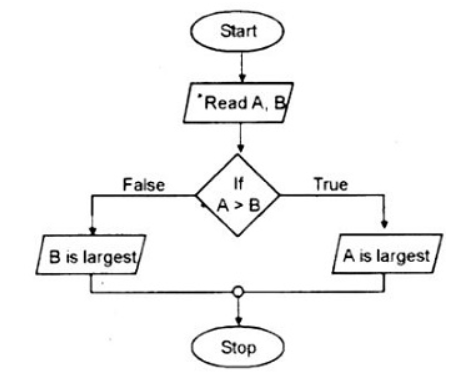 Start
Read A, B
False
If
True
A > B
B is largest
A is largest
Stop